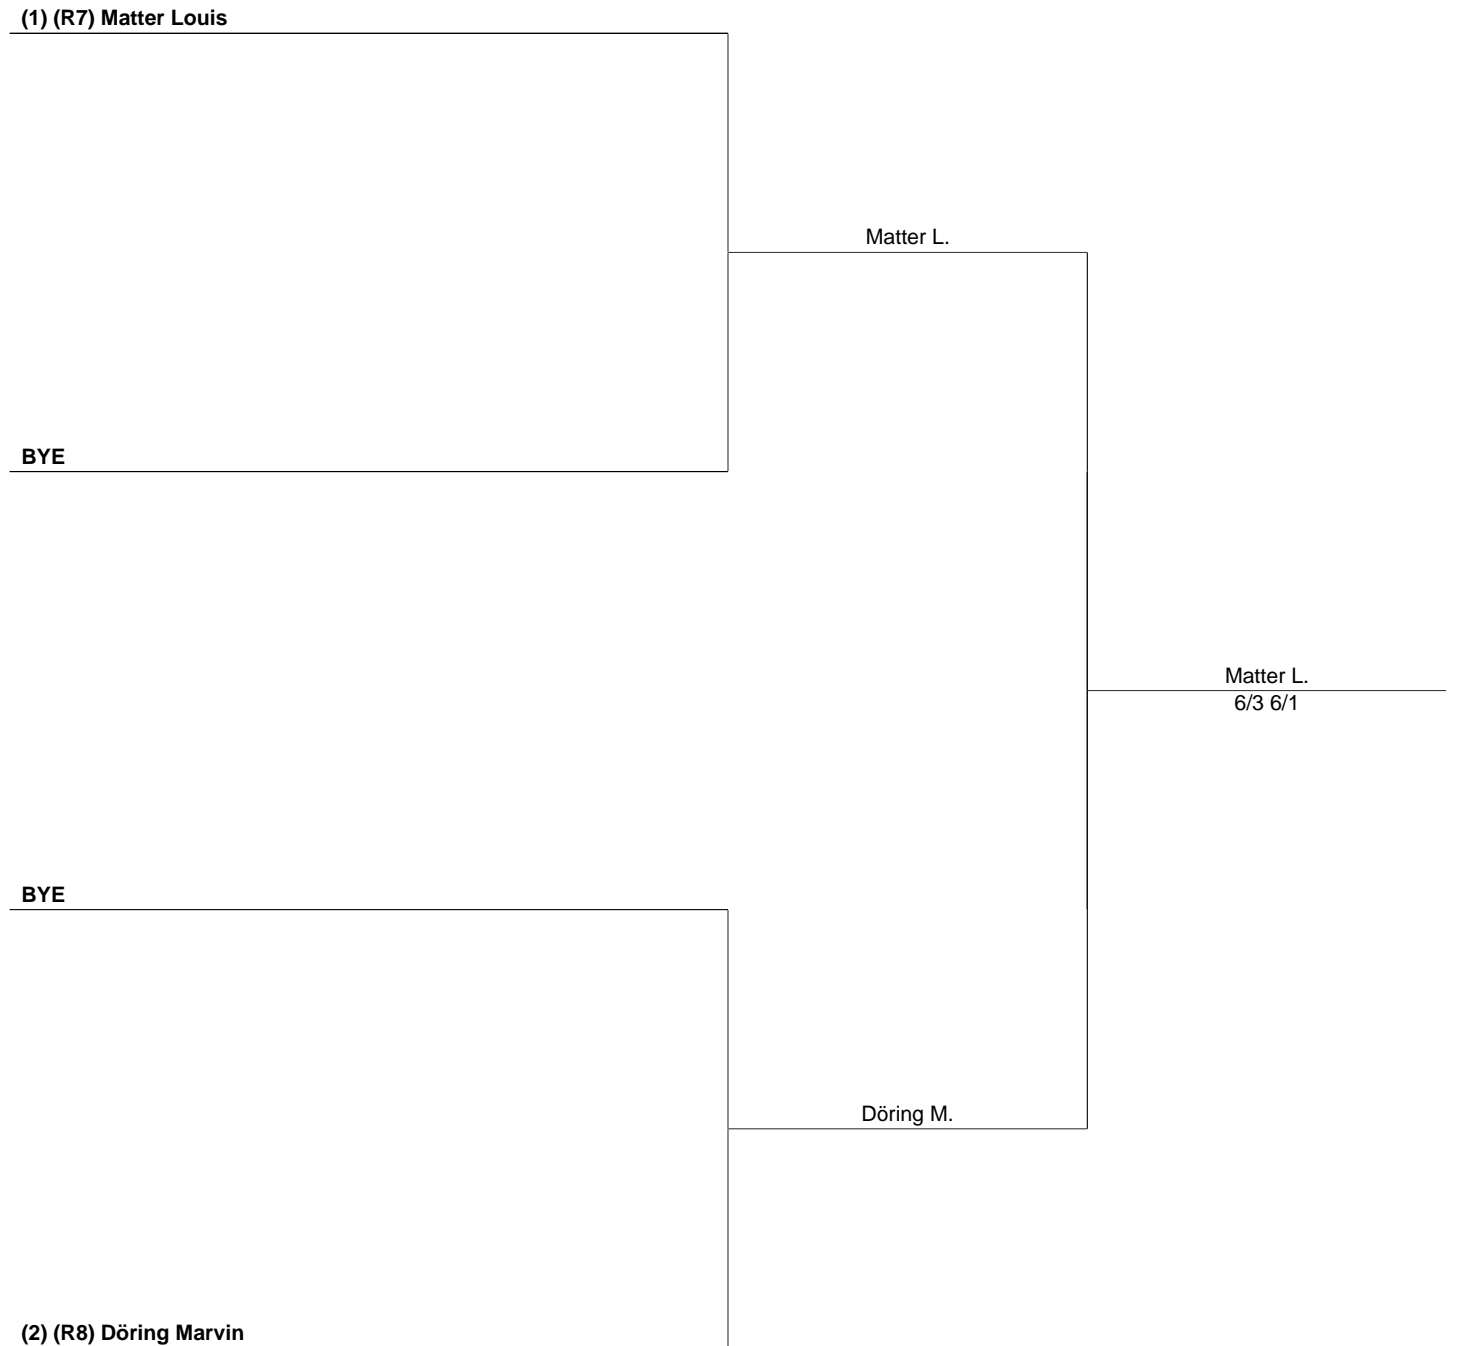 (1) (R7) Matter Louis
Matter L.
BYE
Matter L.
6/3 6/1
BYE
Döring M.
(2) (R8) Döring Marvin